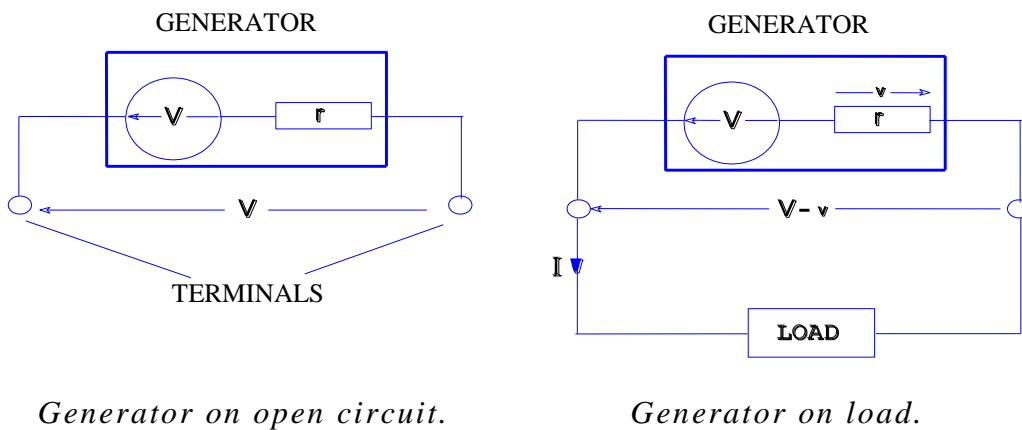 GENERATOR
V
r
V
TERMINALS
Generator on open circuit.
GENERATOR
v
V
r
V - v
I
LOAD
Generator on load.